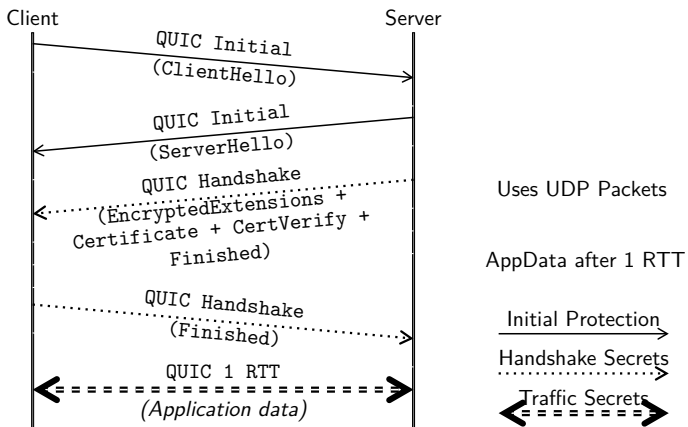 Client
Server
QUIC Initial
(ClientHello)
QUIC Initial
(ServerHello)
QUIC Handshake
(EncryptedExtensions +
Certificate + CertVerify +
Finished)
QUIC Handshake
(Finished)
QUIC 1 RTT
(Application data)
Uses UDP Packets
AppData after 1 RTT
Initial Protection
Handshake Secrets
Traffic Secrets